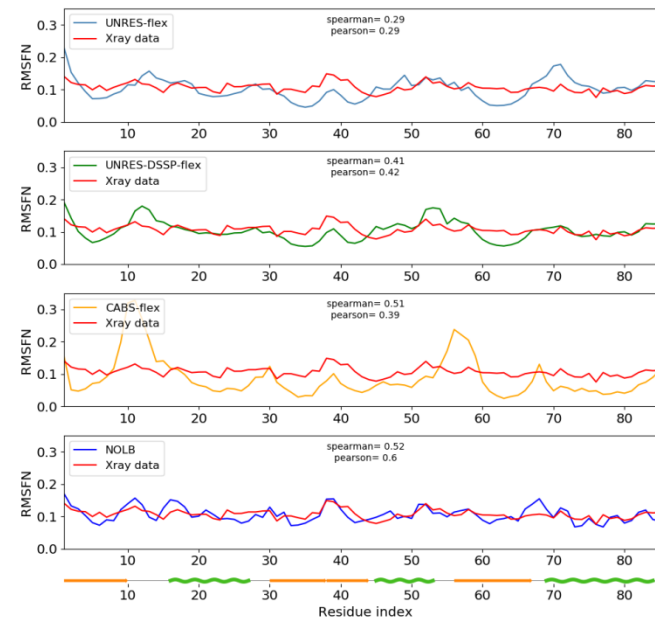 spearman= 0.29
pearson= 0.29
UNRES-flex
Xray data
RMSFN
0.3
0.2
0.1
0.0
10 20 30 40 50 60 70 80
spearman= 0.41
pearson= 0.42
UNRES-DSSP-flex
Xray data
RMSFN
0.3
0.2
0.1
0.0
10 20 30 40 50 60 70 80
spearman= 0.51
pearson= 0.39
CABS-flex
Xray data
RMSFN
0.3
0.2
0.1
0.0
10 20 30 40 50 60 70 80
spearman= 0.52
pearson= 0.6
NOLB
Xray data
RMSFN
0.3
0.2
0.1
0.0
10 20 30 40 50 60 70 80
Residue index